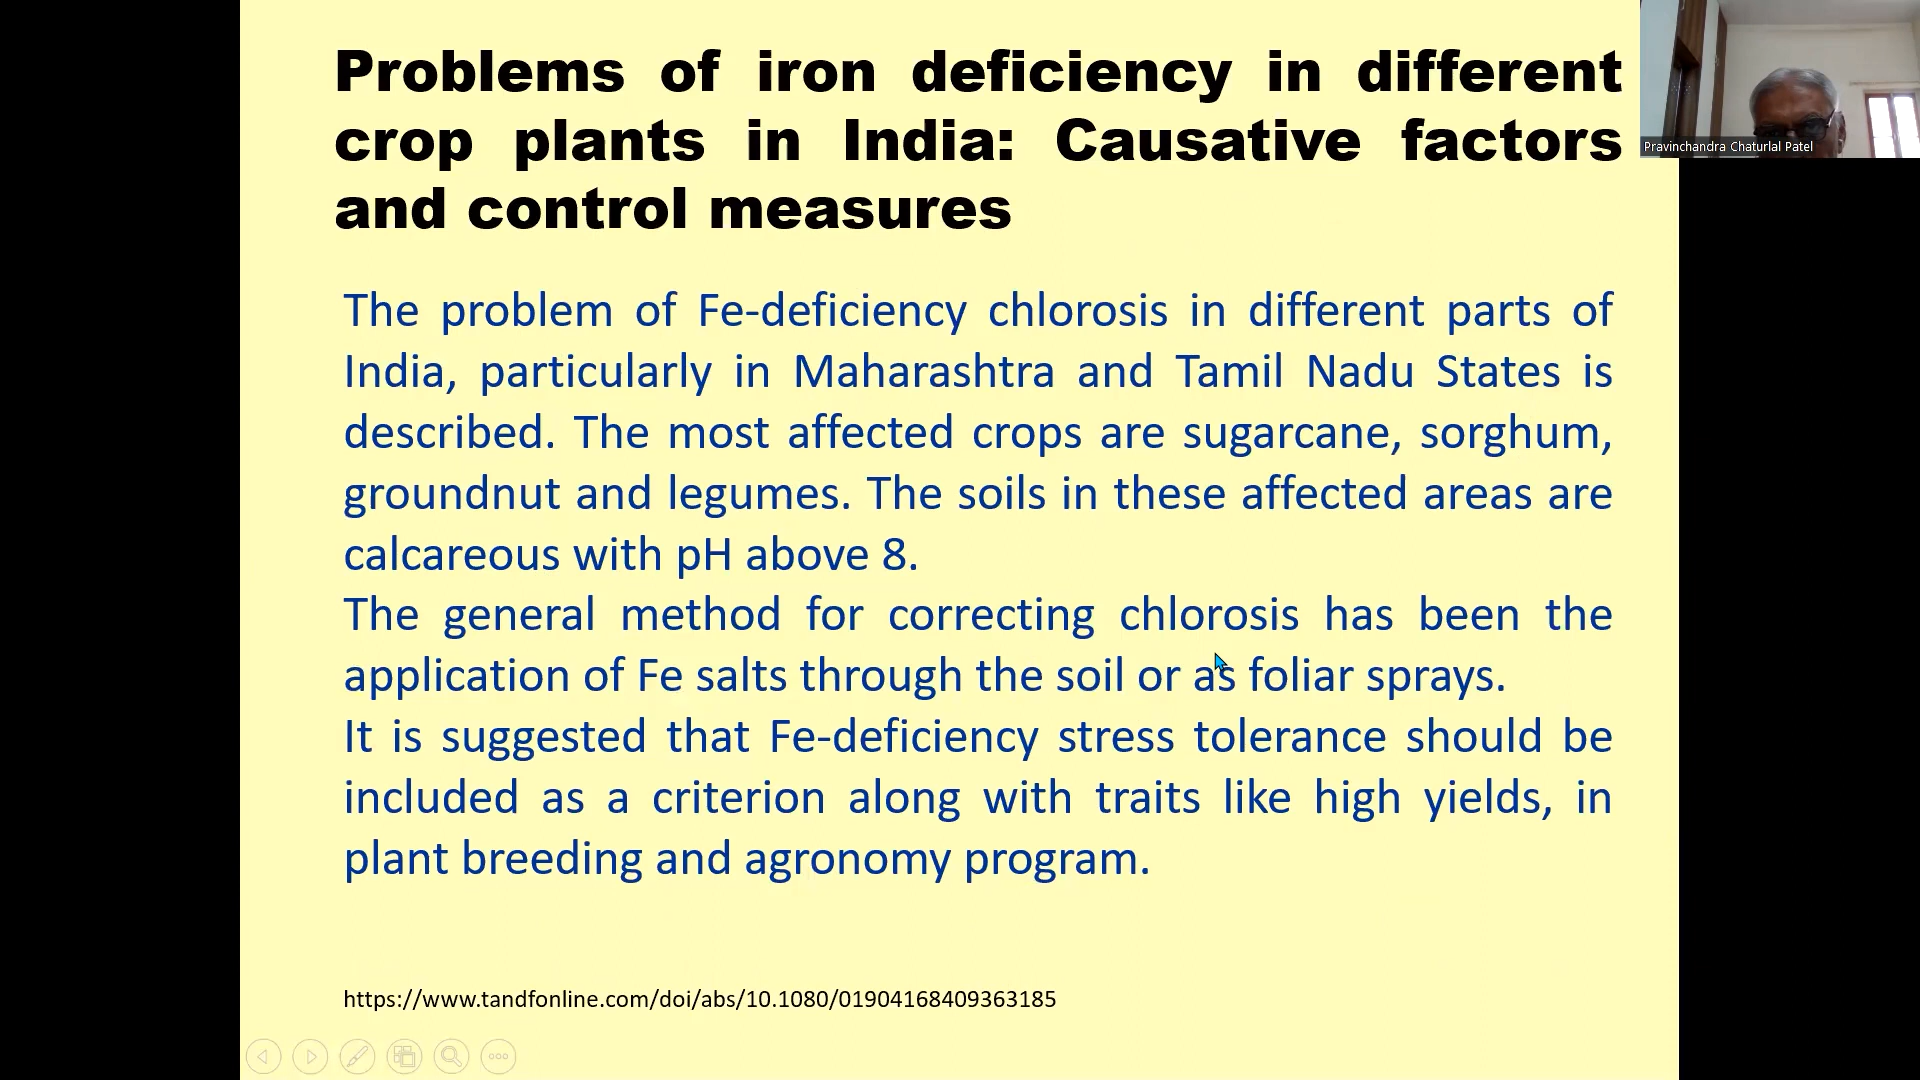 Problems of iron deficiency in different
crop plants in India: Causative factors
and control measures
Pravinchandra Chaturlal Patel
The problem of Fe-deficiency chlorosis in different parts of
India, particularly in Maharashtra and Tamil Nadu States is
described. The most affected crops are sugarcane, sorghum,
groundnut and legumes. The soils in these affected areas are
calcareous with pH above 8.
The general method for correcting chlorosis has been the
application of Fe salts through the soil or as foliar sprays.
It is suggested that Fe-deficiency stress tolerance should be
included as a criterion along with traits like high yields, in
plant breeding and agronomy program.
https://www.tandfonline.com/doi/abs/10.1080/01904168409363185